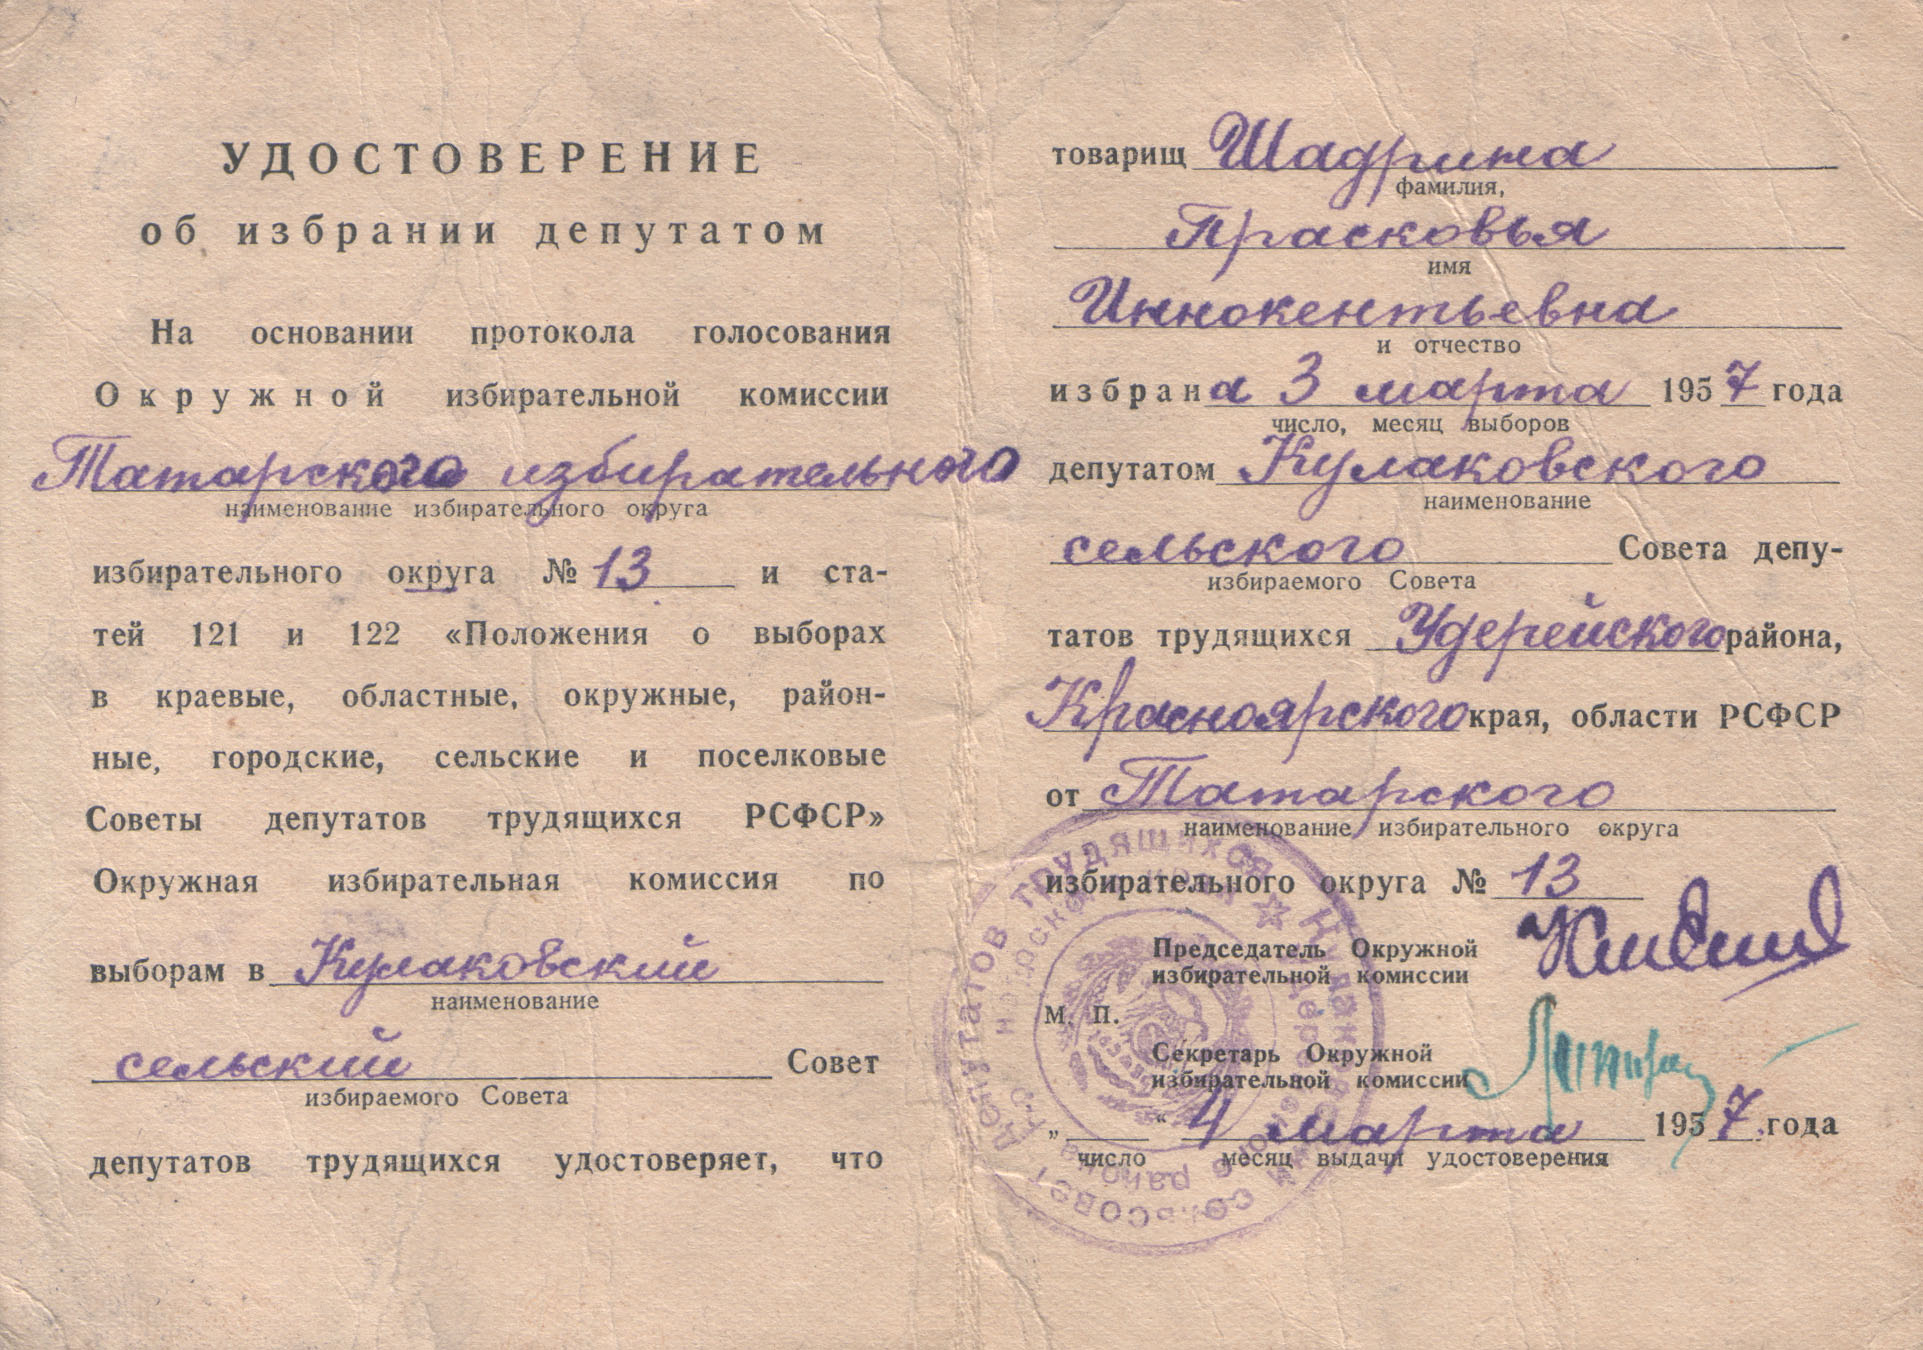 УДОСТОВЕРЕНИЕ
об избрании депутатом
На основании протокола голосования
Окружной избирательной комиссии
Татарского избирательного
наименование избирательного округа
избирательного округа № 13 и ста-
тей 121 и 122 «Положения о выборах
в краевые, областные, окружные, район-
ные, городские, сельские и поселковые
Советы депутатов трудящихся РСФСР»
Окружная избирательная комиссия по
выборам в Кулаковский
наименование
сельский Совет
избираемого Совета
депутатов трудящихся удостоверяет, что
товарищ Шадрина
фамилия,
Прасковья
имя
Иннокентьевна
и отчество
избрана 3 марта 1957 года
число, месяц выборов
депутатом Кулаковского
наименование
сельского Совета депу-
избираемого Совета
татов трудящихся Удерейского района,
Красноярского края, области РСФСР
от Татарского
наименование избирательного округа
избирательного округа № 13
Председатель Окружной
избирательной комиссии
М. П.
Секретарь Окружной
избирательной комиссии
„ “ 4 марта 1957 года
число месяц выдачи удостоверения
депутатов трудящихся
сельсовет